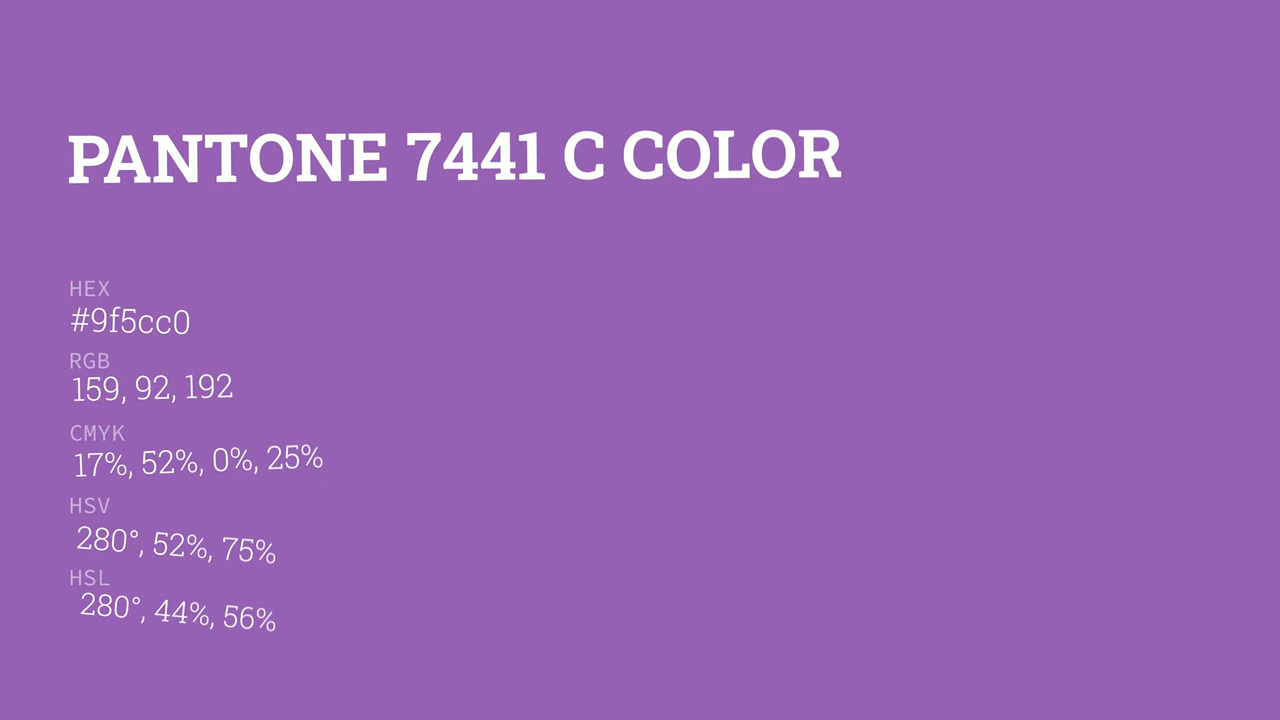 PANTONE 7441 C COLOR
HEX
#9f5cc0
RGB
159, 92, 192
CMYK
17%, 52%, 0%, 25%
HSV
280°, 52%, 75%
HSL
280°, 44%, 56%